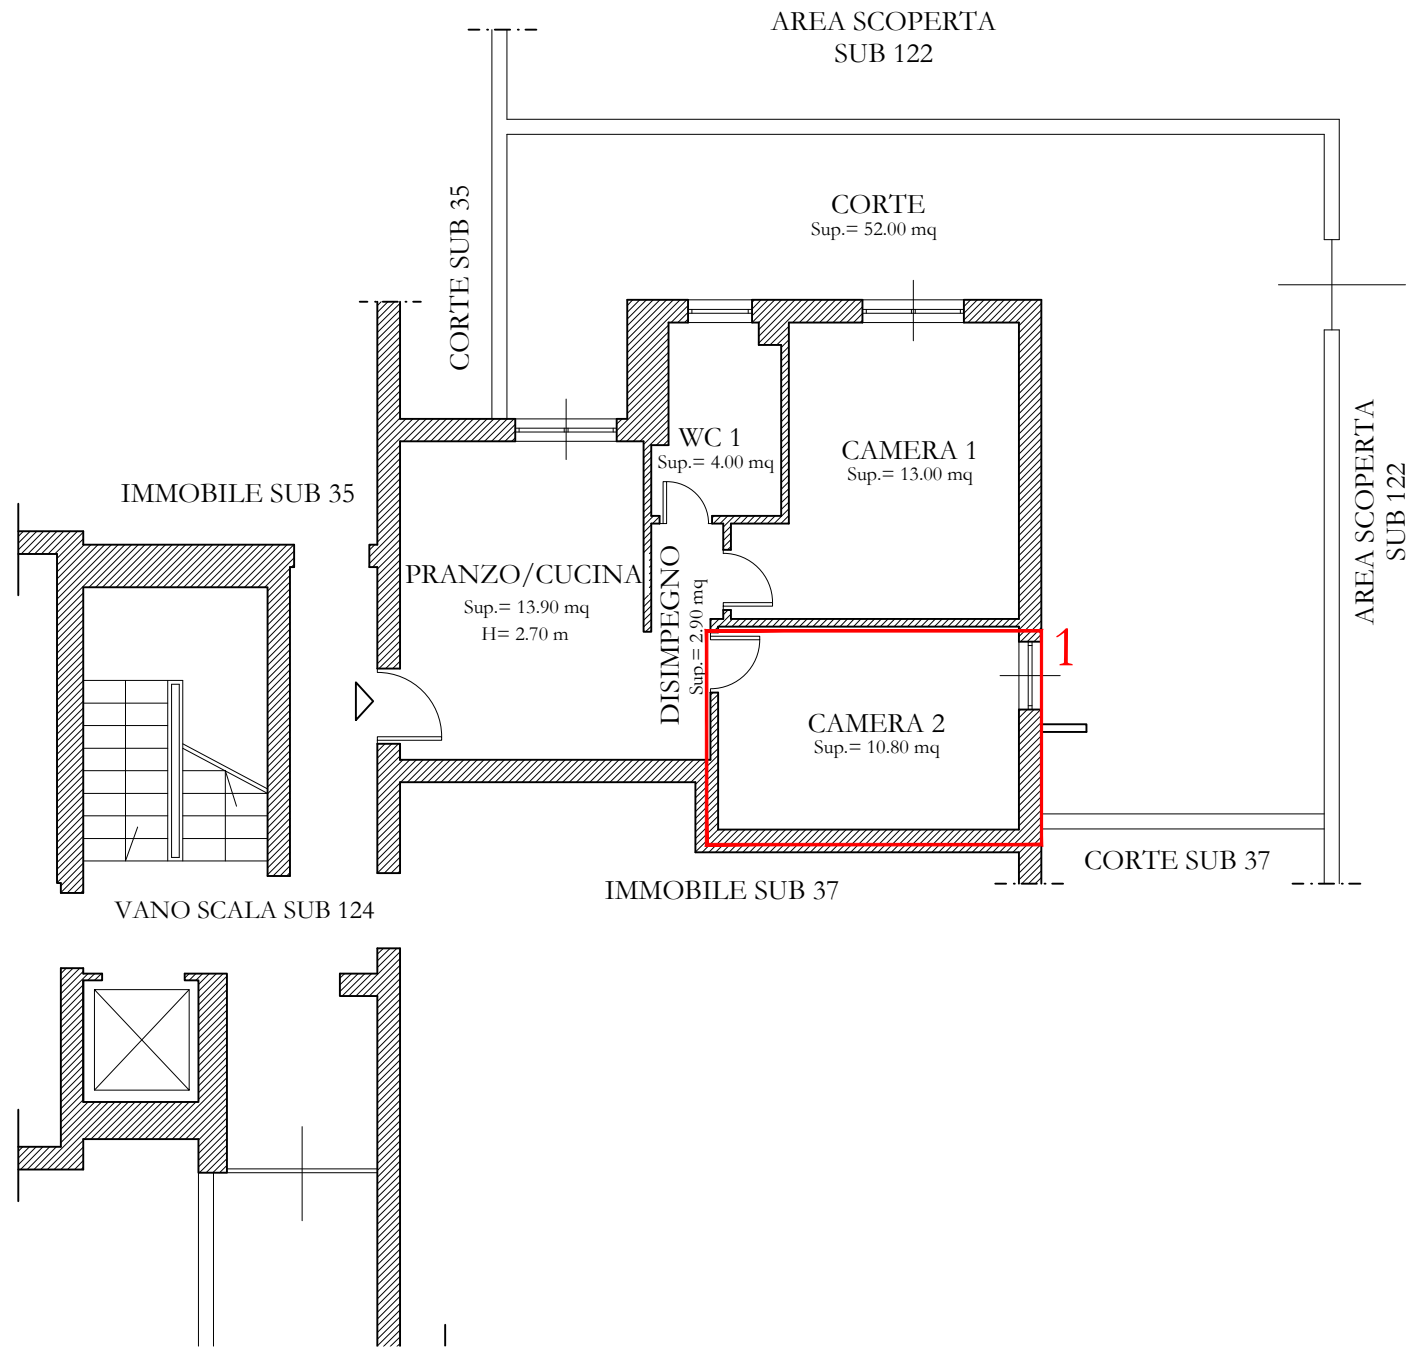 AREA SCOPERTA
SUB 122
CORTE
Sup.= 52.00 mq
CORTE SUB 35
WC 1
Sup.= 4.00 mq
CAMERA 1
Sup.= 13.00 mq
AREA SCOPERTA
SUB 122
IMMOBILE SUB 35
PRANZO/CUCINA
Sup.= 13.90 mq
H= 2.70 m
DISIMPEGNO
Sup.= 2.90 mq
1
CAMERA 2
Sup.= 10.80 mq
CORTE SUB 37
IMMOBILE SUB 37
VANO SCALA SUB 124